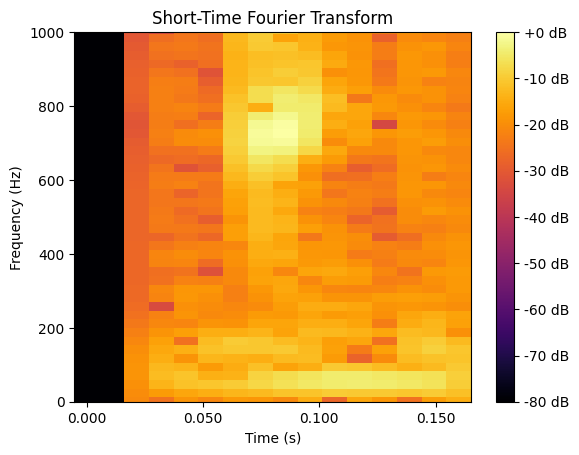 Short-Time Fourier Transform
1000
800
600
400
200
0
Frequency (Hz)
0.000
0.050
0.100
0.150
Time (s)
+0 dB
-10 dB
-20 dB
-30 dB
-40 dB
-50 dB
-60 dB
-70 dB
-80 dB